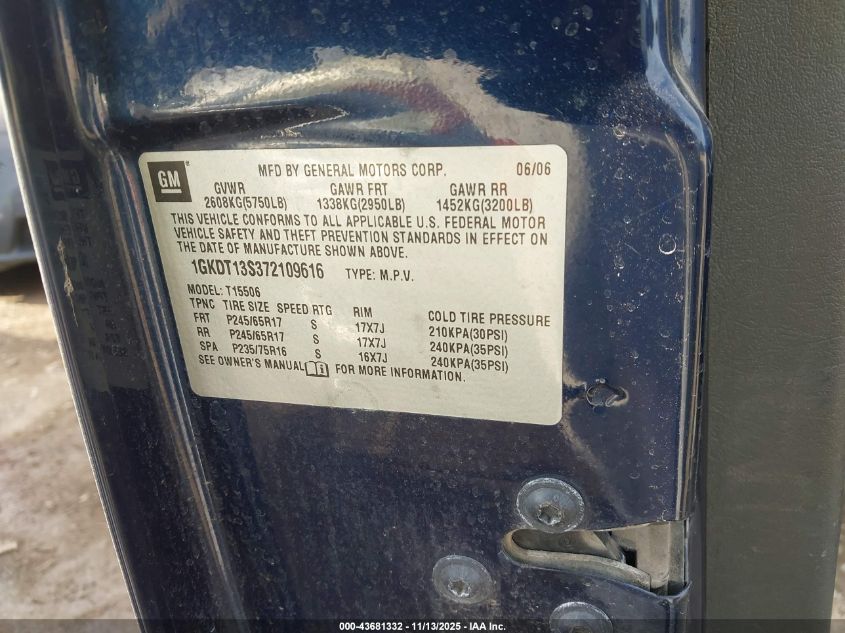 GM
MFD BY GENERAL MOTORS CORP. 06/06
GVWR GAWR FRT GAWR RR
2608KG(5750LB) 1338KG(2950LB) 1452KG(3200LB)
THIS VEHICLE CONFORMS TO ALL APPLICABLE U.S. FEDERAL MOTOR
VEHICLE SAFETY AND THEFT PREVENTION STANDARDS IN EFFECT ON
THE DATE OF MANUFACTURE SHOWN ABOVE.
1GKDT13S372109616 TYPE: M.P.V.
MODEL: T15506
TPNC TIRE SIZE SPEED RTG RIM COLD TIRE PRESSURE
FRT P245/65R17 S 17X7J 210KPA(30PSI)
RR P245/65R17 S 17X7J 240KPA(35PSI)
SPA P235/75R16 S 16X7J 240KPA(35PSI)
SEE OWNER'S MANUAL FOR MORE INFORMATION.
000-43681332 — 11/13/2025 — IAA Inc.